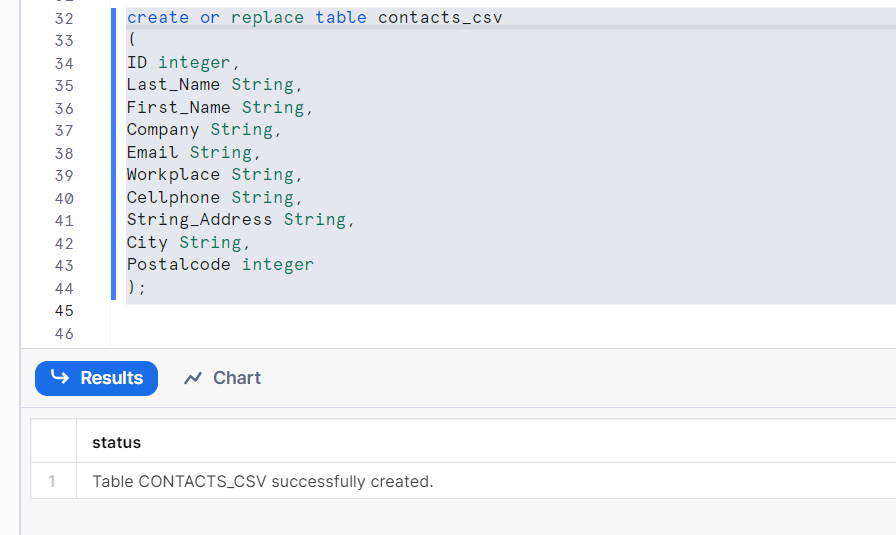 32 create or replace table contacts_csv
33 (
34 ID integer,
35 Last_Name String,
36 First_Name String,
37 Company String,
38 Email String,
39 Workplace String,
40 Cellphone String,
41 String_Address String,
42 City String,
43 Postalcode integer
44 );
45
46
Results Chart
status
1 Table CONTACTS_CSV successfully created.